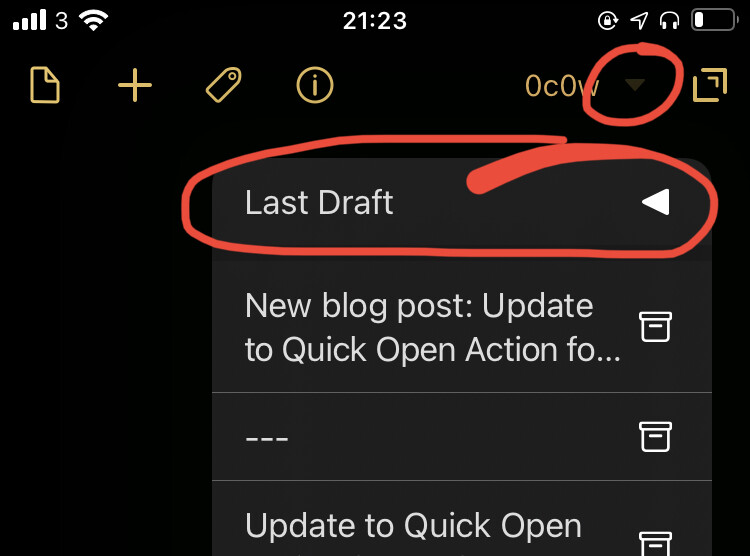 3 21:23
0c0w
Last Draft
New blog post: Update
to Quick Open Action fo...
---
Update to Quick Open